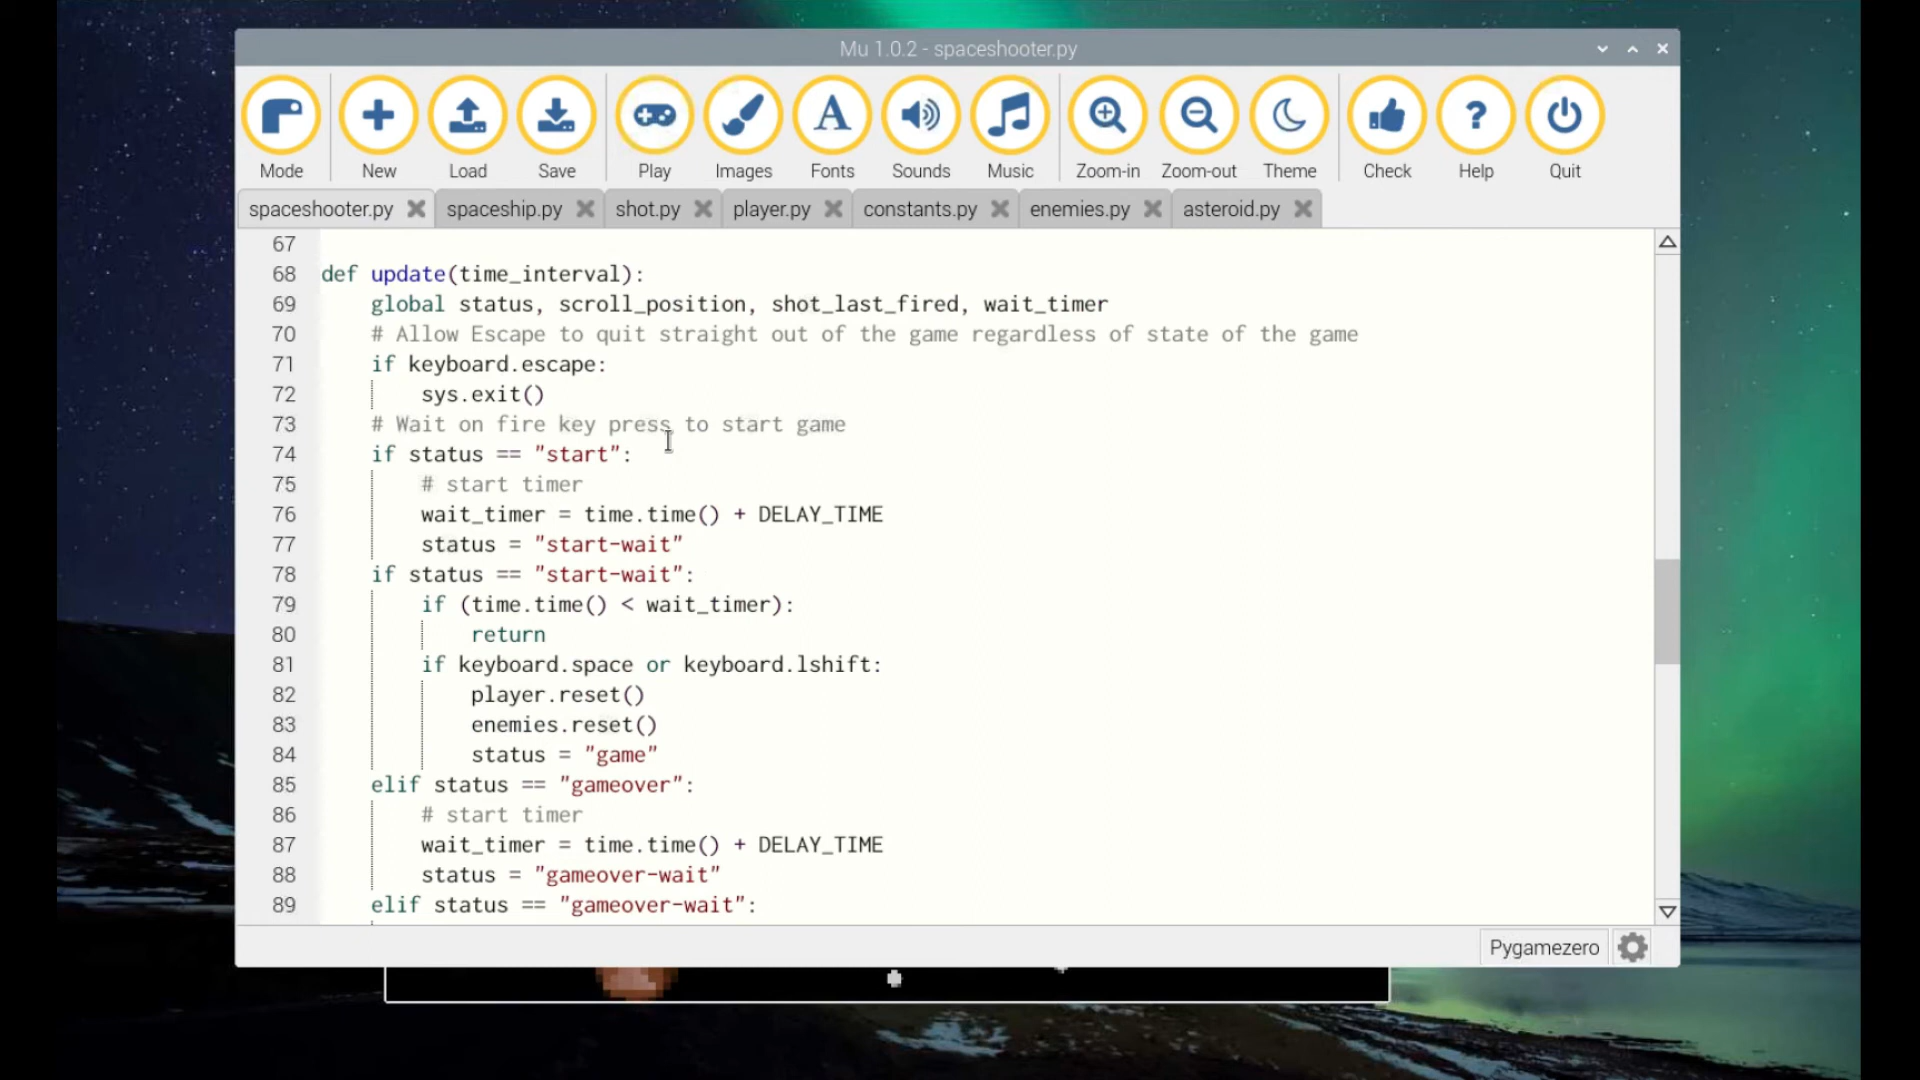 Mu 1.0.2 - spaceshooter.py
Mode New Load Save Play Images Fonts Sounds Music Zoom-in Zoom-out Theme Check Help Quit
spaceshooter.py spaceship.py shot.py player.py constants.py enemies.py asteroid.py
67
68 def update(time_interval):
69 global status, scroll_position, shot_last_fired, wait_timer
70 # Allow Escape to quit straight out of the game regardless of state of the game
71 if keyboard.escape:
72 sys.exit()
73 # Wait on fire key press to start game
74 if status == "start":
75 # start timer
76 wait_timer = time.time() + DELAY_TIME
77 status = "start-wait"
78 if status == "start-wait":
79 if (time.time() < wait_timer):
80 return
81 if keyboard.space or keyboard.lshift:
82 player.reset()
83 enemies.reset()
84 status = "game"
85 elif status == "gameover":
86 # start timer
87 wait_timer = time.time() + DELAY_TIME
88 status = "gameover-wait"
89 elif status == "gameover-wait":
Pygamezero